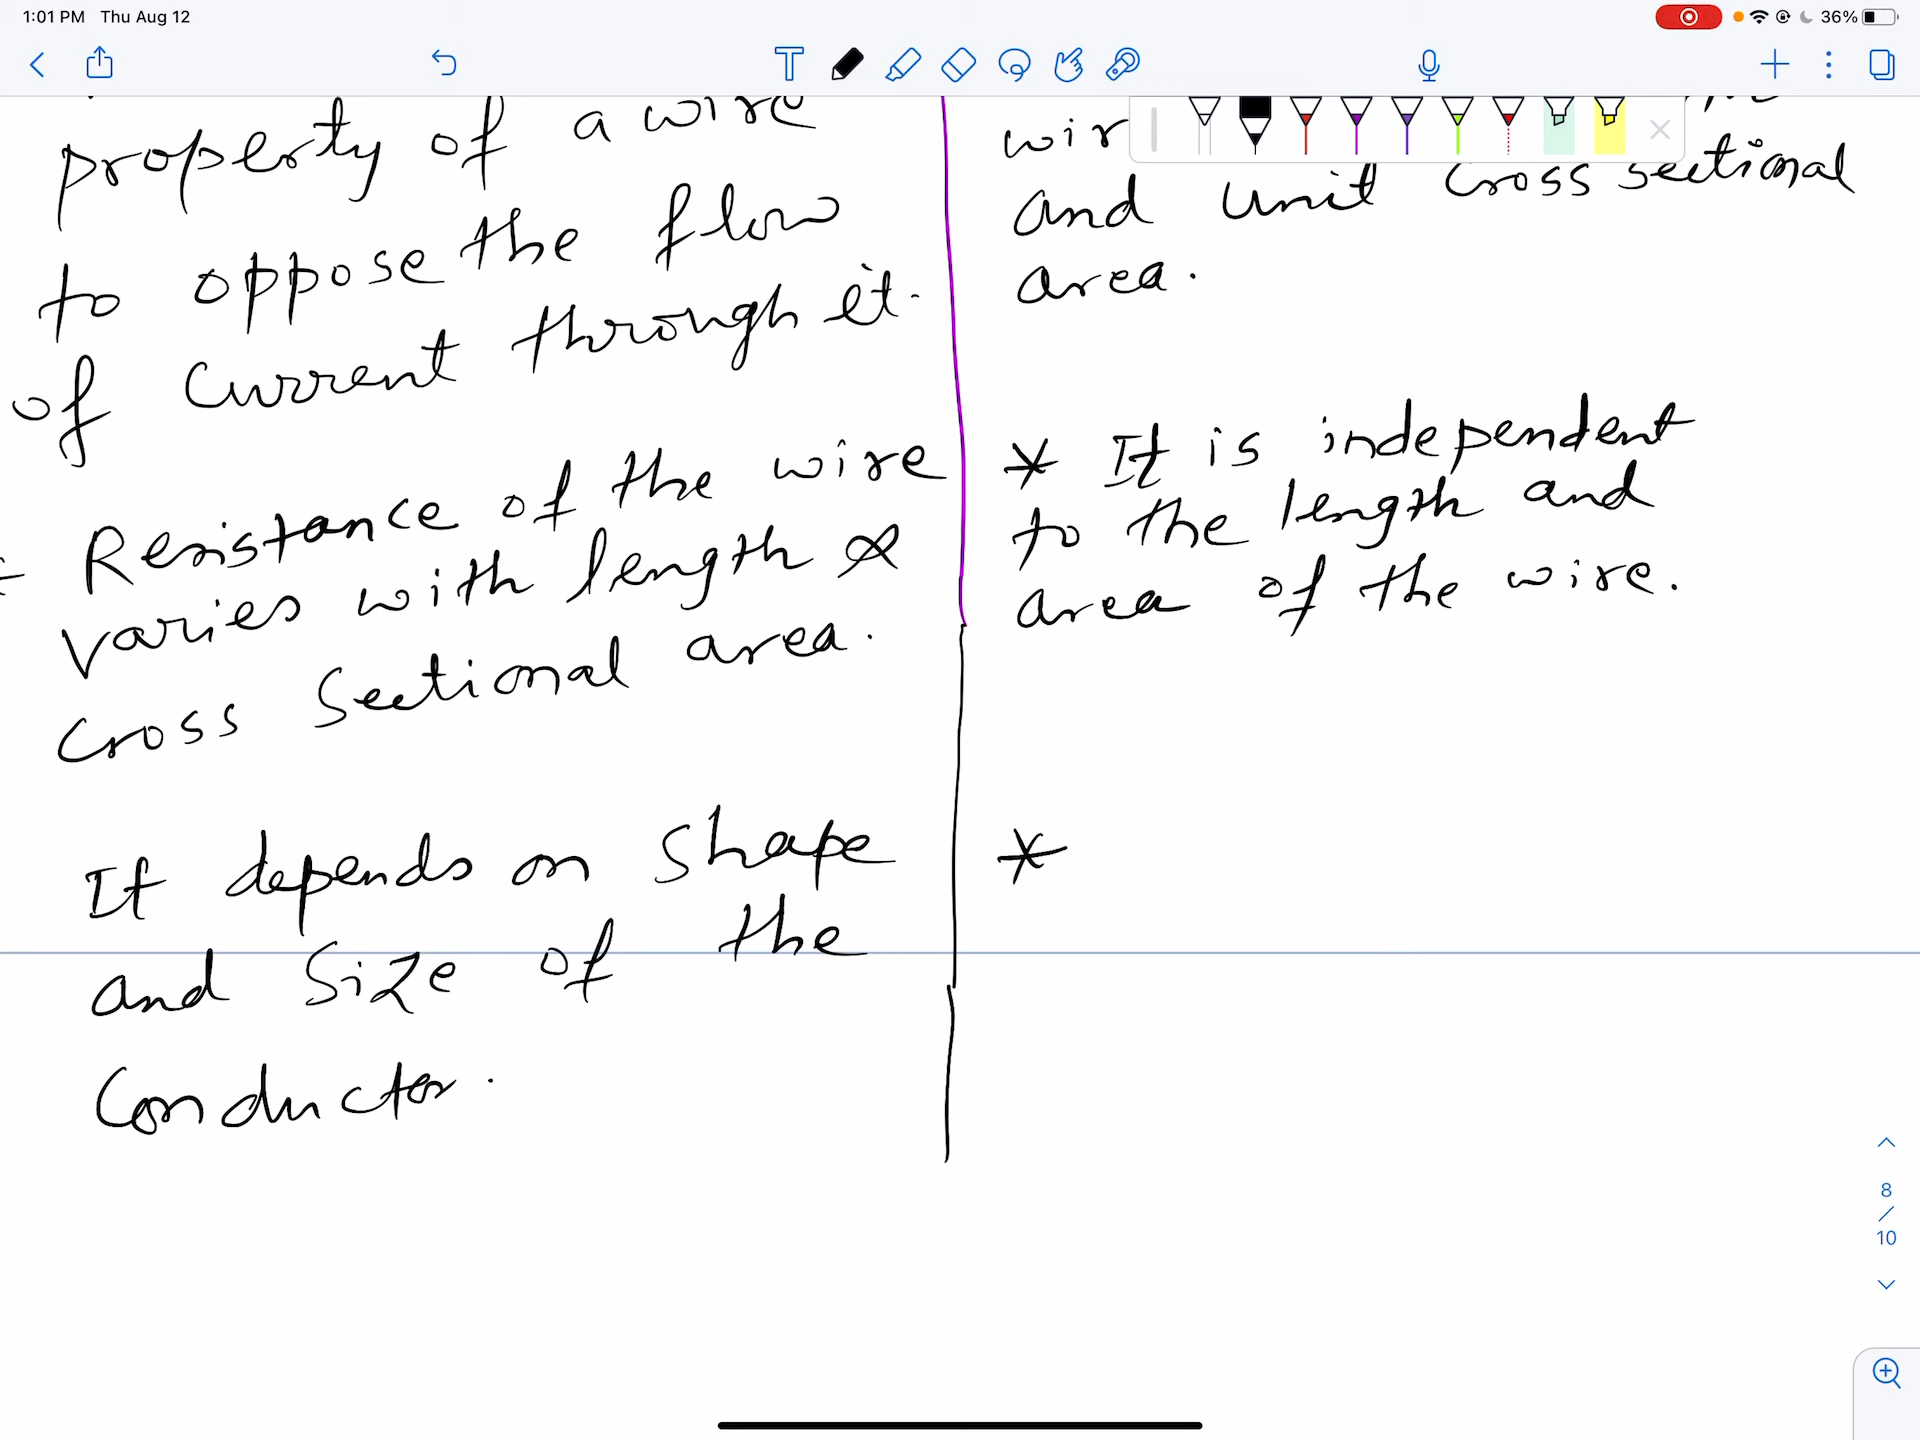 1:01 PM Thu Aug 12
36%
property of a wire
to oppose the flow
of Current through it.
Resistance of the wire
varies with length &
Cross Sectional area.
It depends on Shape
and Size of the
Conductor.
wir
and Unit Cross sectional
area.
* It is independent
to the length and
area of the wire.
*
8
/
10